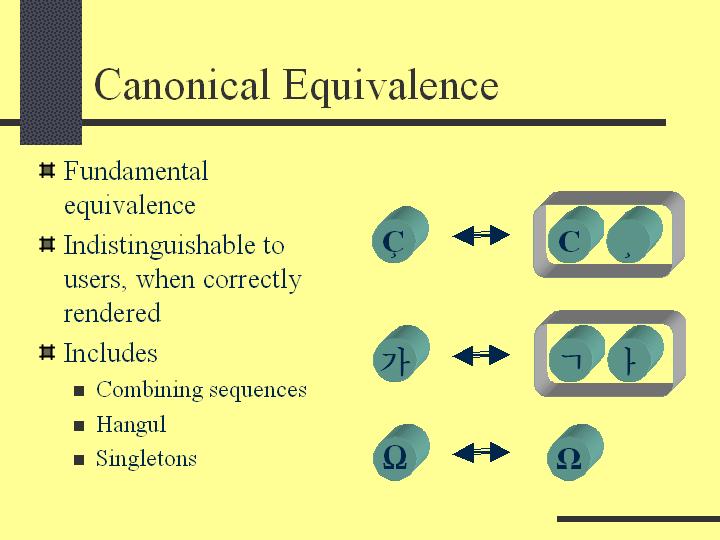 Canonical Equivalence
Fundamental
equivalence
Indistinguishable to
users, when correctly
rendered
Includes
Combining sequences
Hangul
Singletons
Ç C ¸
가 ᄀ ᅡ
Ω Ω